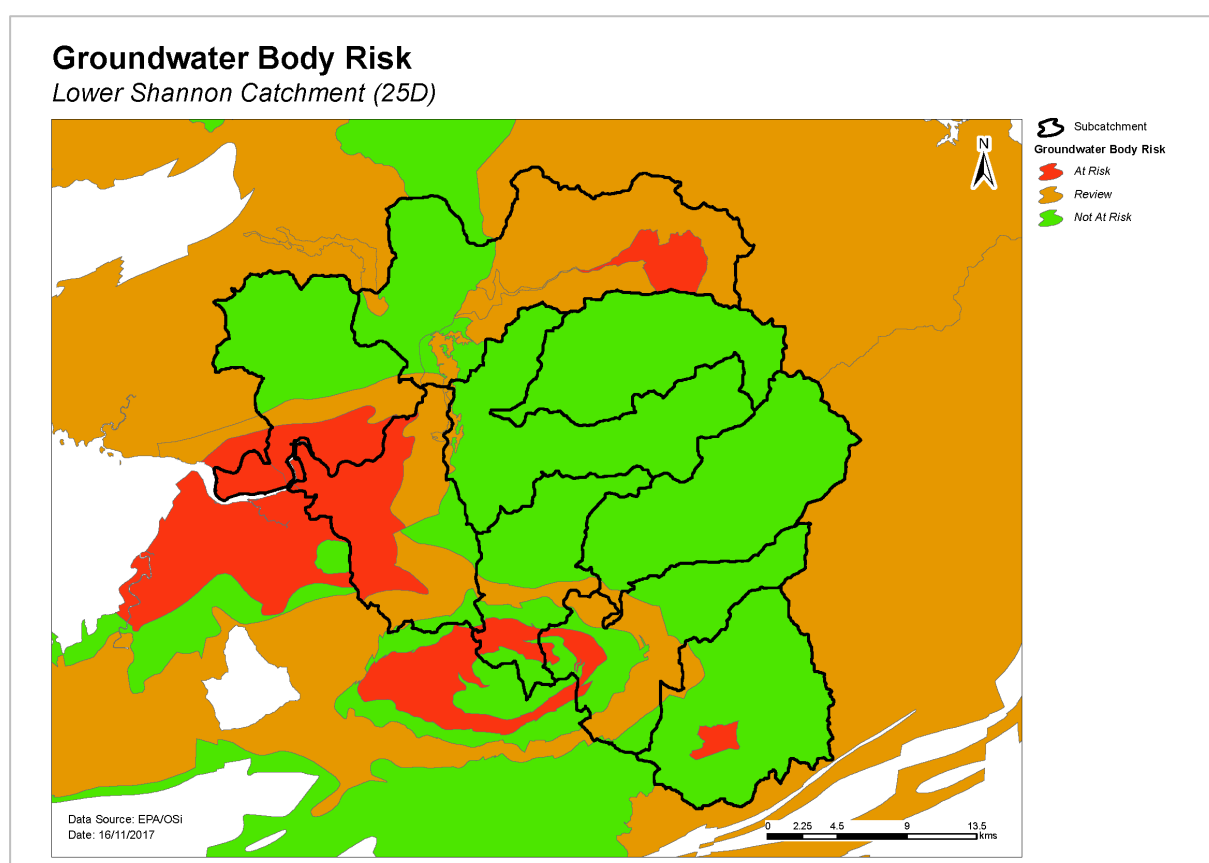 Groundwater Body Risk
Lower Shannon Catchment (25D)
N
Subcatchment
Groundwater Body Risk
At Risk
Review
Not At Risk
Data Source: EPA/OSi
Date: 16/11/2017
0 2.25 4.5 9 13.5
kms